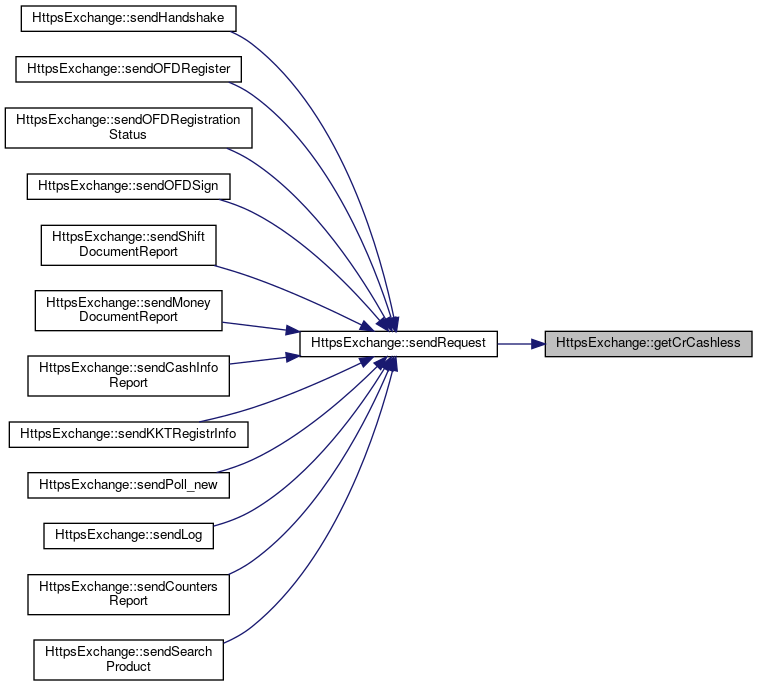 HttpsExchange::sendHandshake
HttpsExchange::sendOFDRegister
HttpsExchange::sendOFDRegistration
Status
HttpsExchange::sendOFDSign
HttpsExchange::sendShift
DocumentReport
HttpsExchange::sendMoney
DocumentReport
HttpsExchange::sendRequest
HttpsExchange::getCrCashless
HttpsExchange::sendCashInfo
Report
HttpsExchange::sendKKTRegistrInfo
HttpsExchange::sendPoll_new
HttpsExchange::sendLog
HttpsExchange::sendCounters
Report
HttpsExchange::sendSearch
Product